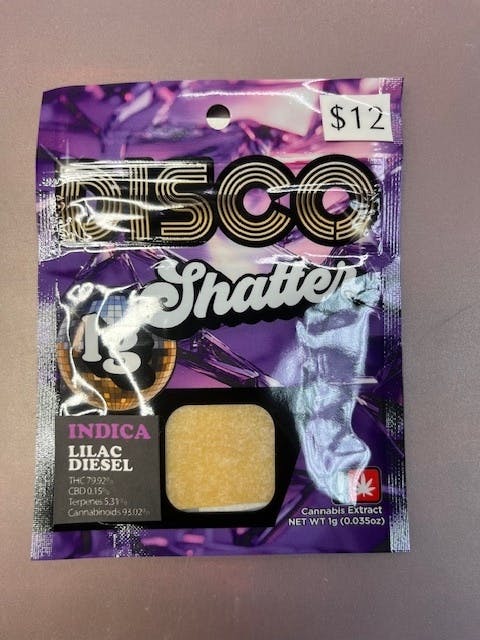 $12
DISCO
Shatter
1g
INDICA
LILAC
DIESEL
THC 79.92%
CBD 0.15%
Terpenes 5.31%
Cannabinoids 93.02%
Cannabis Extract
NET WT 1g (0.035oz)